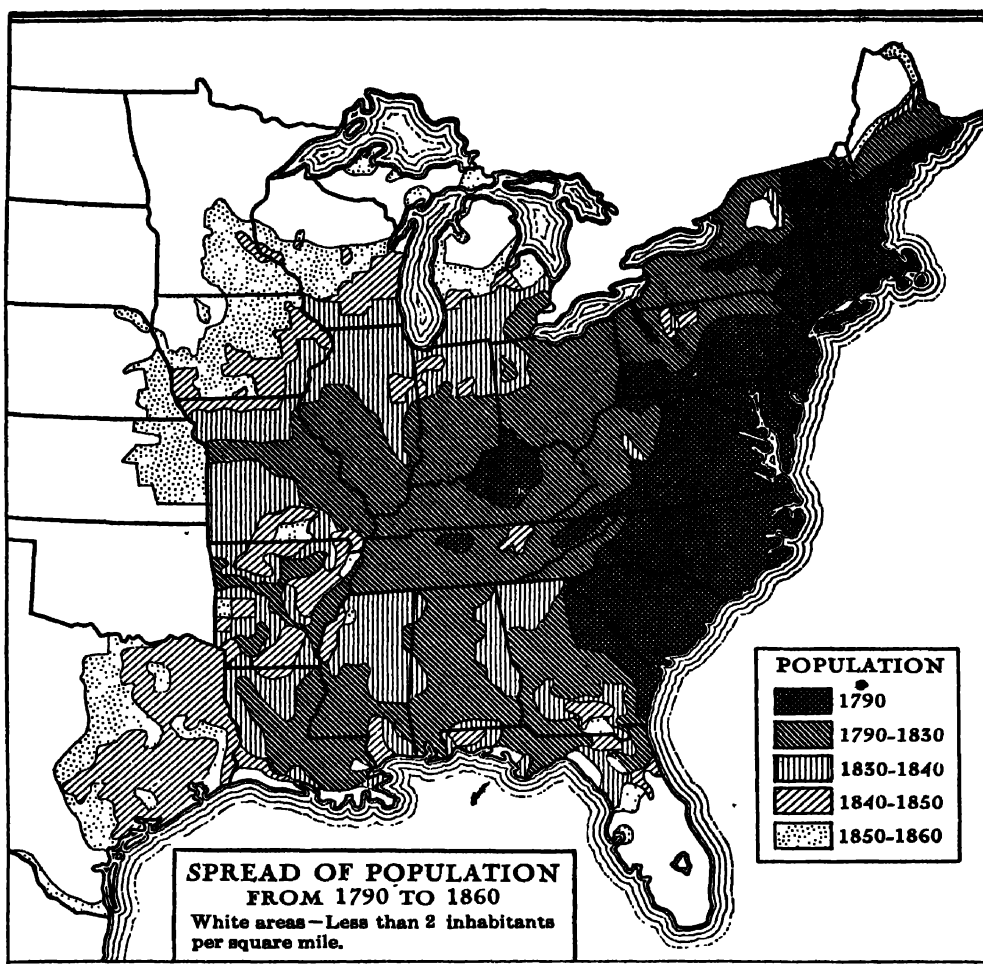 POPULATION
1790
1790-1830
1830-1840
1840-1850
1850-1860
SPREAD OF POPULATION
FROM 1790 TO 1860
White areas—Less than 2 inhabitants
per square mile.